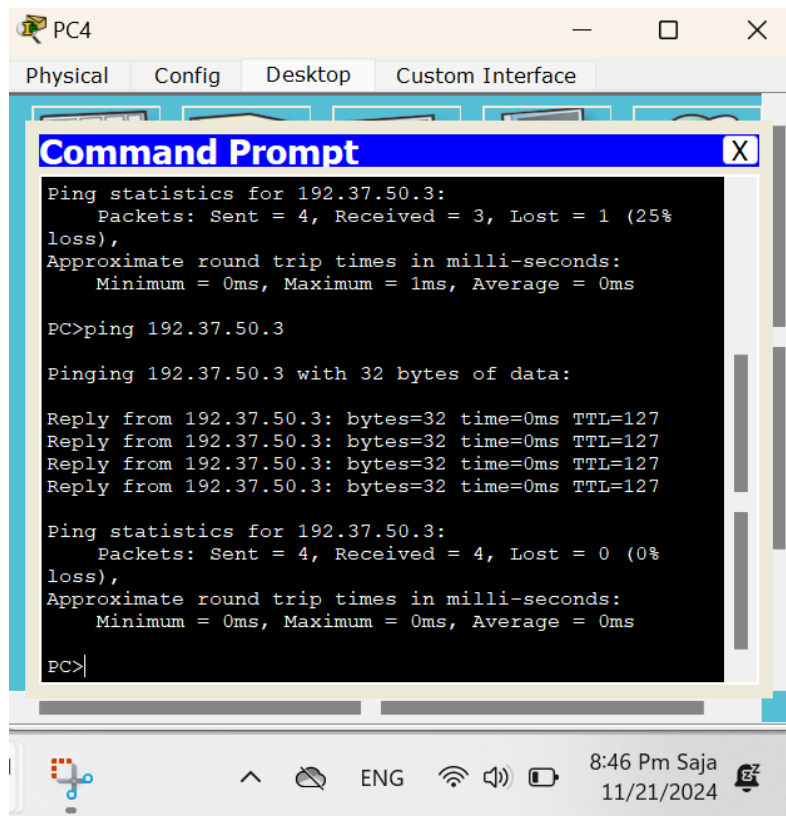 PC4
Physical Config Desktop Custom Interface
Command Prompt X
Ping statistics for 192.37.50.3:
Packets: Sent = 4, Received = 3, Lost = 1 (25%
loss),
Approximate round trip times in milli-seconds:
Minimum = 0ms, Maximum = 1ms, Average = 0ms
PC>ping 192.37.50.3
Pinging 192.37.50.3 with 32 bytes of data:
Reply from 192.37.50.3: bytes=32 time=0ms TTL=127
Reply from 192.37.50.3: bytes=32 time=0ms TTL=127
Reply from 192.37.50.3: bytes=32 time=0ms TTL=127
Reply from 192.37.50.3: bytes=32 time=0ms TTL=127
Ping statistics for 192.37.50.3:
Packets: Sent = 4, Received = 4, Lost = 0 (0%
loss),
Approximate round trip times in milli-seconds:
Minimum = 0ms, Maximum = 0ms, Average = 0ms
PC>
ENG
8:46 Pm Saja
11/21/2024